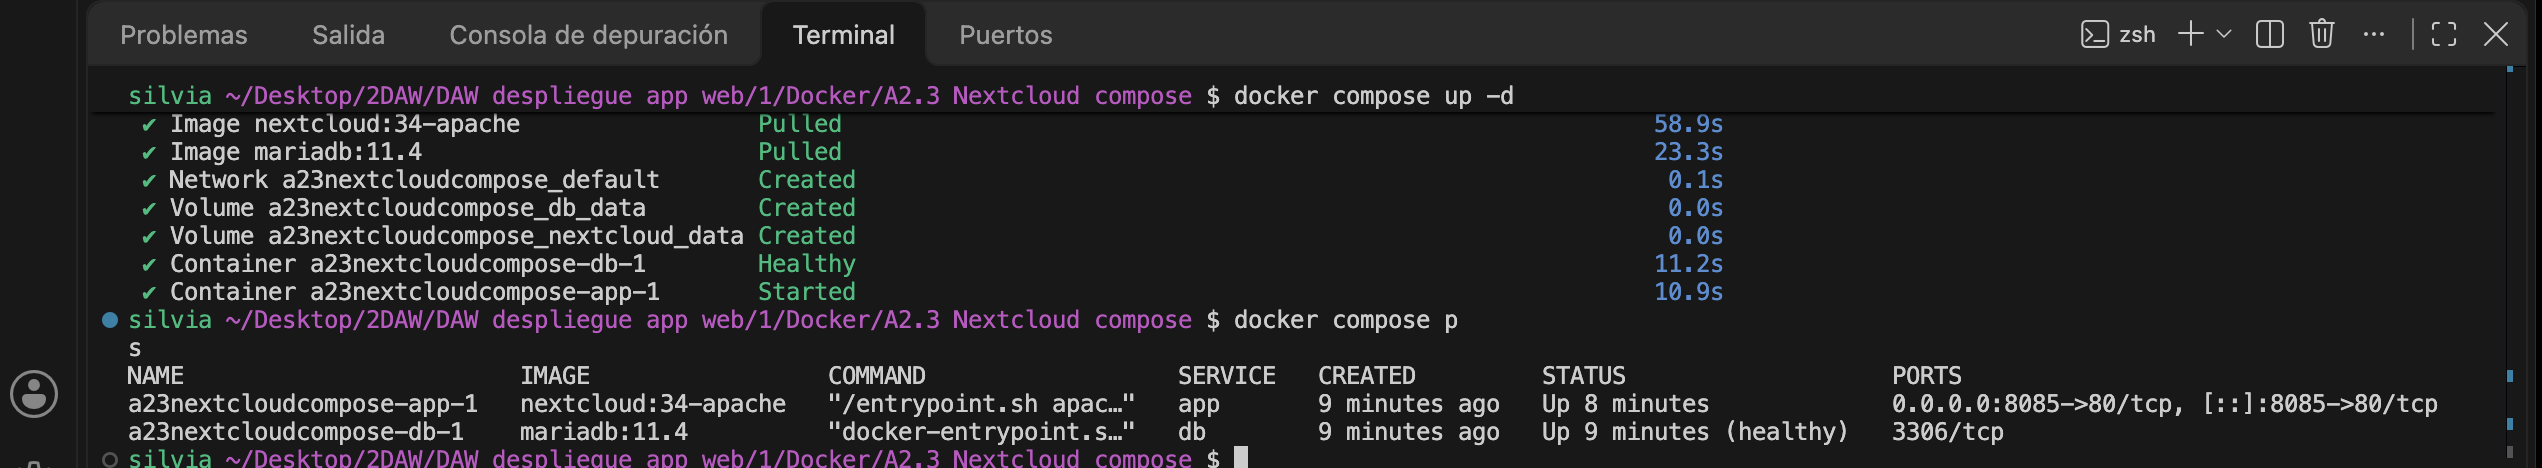 Problemas Salida Consola de depuración Terminal Puertos zsh
silvia ~/Desktop/2DAW/DAW despliegue app web/1/Docker/A2.3 Nextcloud compose $ docker compose up -d
✔ Image nextcloud:34-apache Pulled 58.9s
✔ Image mariadb:11.4 Pulled 23.3s
✔ Network a23nextcloudcompose_default Created 0.1s
✔ Volume a23nextcloudcompose_db_data Created 0.0s
✔ Volume a23nextcloudcompose_nextcloud_data Created 0.0s
✔ Container a23nextcloudcompose-db-1 Healthy 11.2s
✔ Container a23nextcloudcompose-app-1 Started 10.9s
silvia ~/Desktop/2DAW/DAW despliegue app web/1/Docker/A2.3 Nextcloud compose $ docker compose p
s
NAME IMAGE COMMAND SERVICE CREATED STATUS PORTS
a23nextcloudcompose-app-1 nextcloud:34-apache "/entrypoint.sh apac…" app 9 minutes ago Up 8 minutes 0.0.0.0:8085->80/tcp, [::]:8085->80/tcp
a23nextcloudcompose-db-1 mariadb:11.4 "docker-entrypoint.s…" db 9 minutes ago Up 9 minutes (healthy) 3306/tcp
silvia ~/Desktop/2DAW/DAW despliegue app web/1/Docker/A2.3 Nextcloud compose $